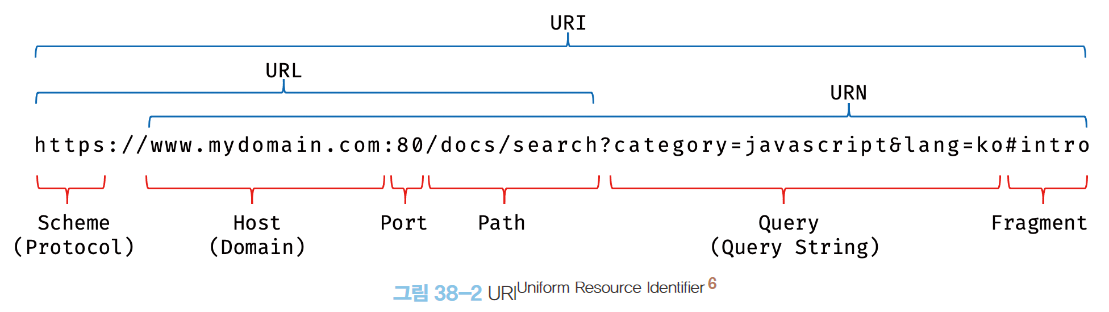 URI
URL
URN
https://www.mydomain.com:80/docs/search?category=javascript&lang=ko#intro
Scheme
(Protocol)
Host
(Domain)
Port
Path
Query
(Query String)
Fragment
그림 38-2 URI Uniform Resource Identifier 6